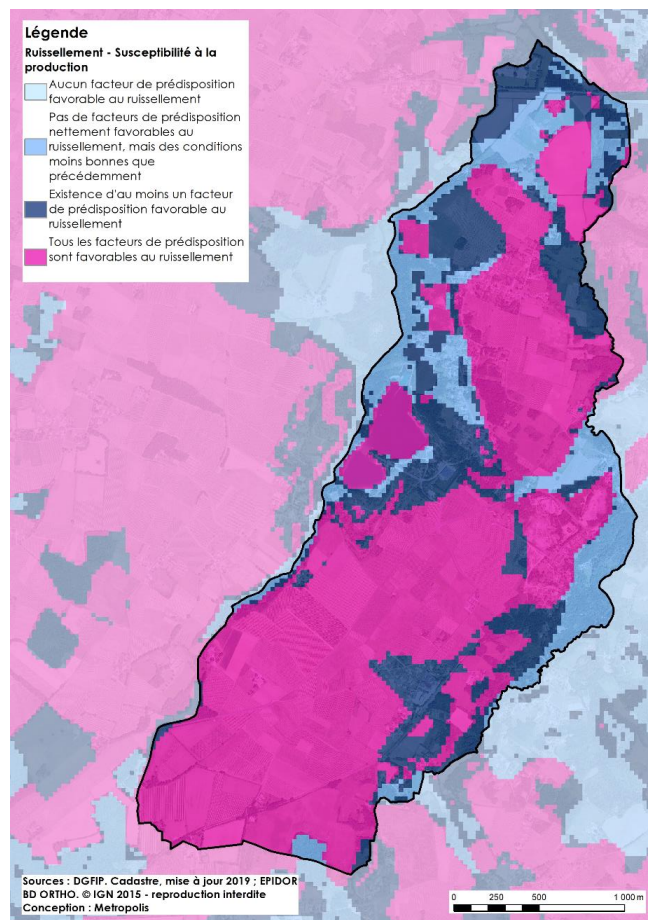 Légende
Ruissellement - Susceptibilité à la
production
Aucun facteur de prédisposition
favorable au ruissellement
Pas de facteurs de prédisposition
nettement favorables au
ruissellement, mais des conditions
moins bonnes que
précédemment
Existence d'au moins un facteur
de prédisposition favorable au
ruissellement
Tous les facteurs de prédisposition
sont favorables au ruissellement
Sources : DGFIP. Cadastre, mise à jour 2019 ; EPIDOR
BD ORTHO. © IGN 2015 - reproduction interdite
Conception : Metropolis
0 250 500 1 000 m